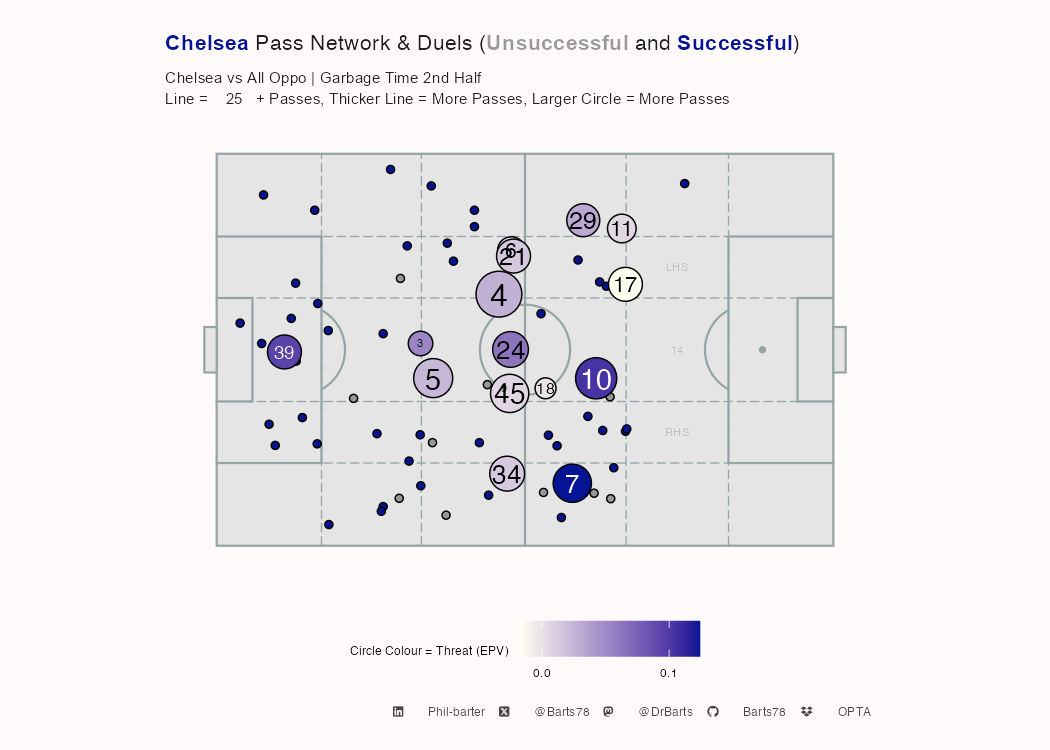 Chelsea Pass Network & Duels (Unsuccessful and Successful)
Chelsea vs All Oppo | Garbage Time 2nd Half
Line = 25 + Passes, Thicker Line = More Passes, Larger Circle = More Passes
29
11
6
21
LHS
17
4
3
24
39
14
5
10
18
45
RHS
34
7
Circle Colour = Threat (EPV)
0.0 0.1
Phil-barter @Barts78 @DrBarts Barts78 OPTA